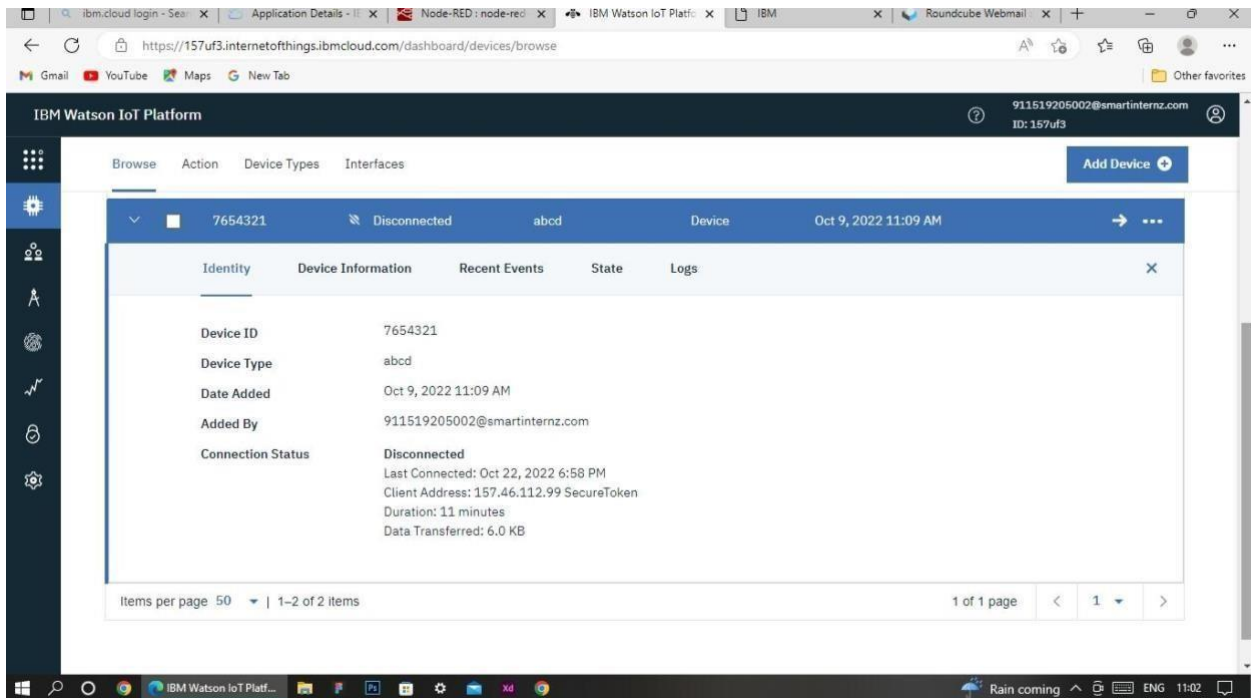 ibm.cloud login - Sear
Application Details - IE
Node-RED : node-red
IBM Watson IoT Platfo
IBM
Roundcube Webmail
https://157uf3.internetofthings.ibmcloud.com/dashboard/devices/browse
Gmail YouTube Maps New Tab Other favorites
IBM Watson IoT Platform
911519205002@smartinternz.com
ID: 157uf3
Browse Action Device Types Interfaces Add Device
7654321 Disconnected abcd Device Oct 9, 2022 11:09 AM
Identity Device Information Recent Events State Logs
Device ID 7654321
Device Type abcd
Date Added Oct 9, 2022 11:09 AM
Added By 911519205002@smartinternz.com
Connection Status Disconnected
Last Connected: Oct 22, 2022 6:58 PM
Client Address: 157.46.112.99 SecureToken
Duration: 11 minutes
Data Transferred: 6.0 KB
Items per page 50 | 1–2 of 2 items 1 of 1 page 1
IBM Watson IoT Platf... Ps Xd Rain coming ENG 11:02